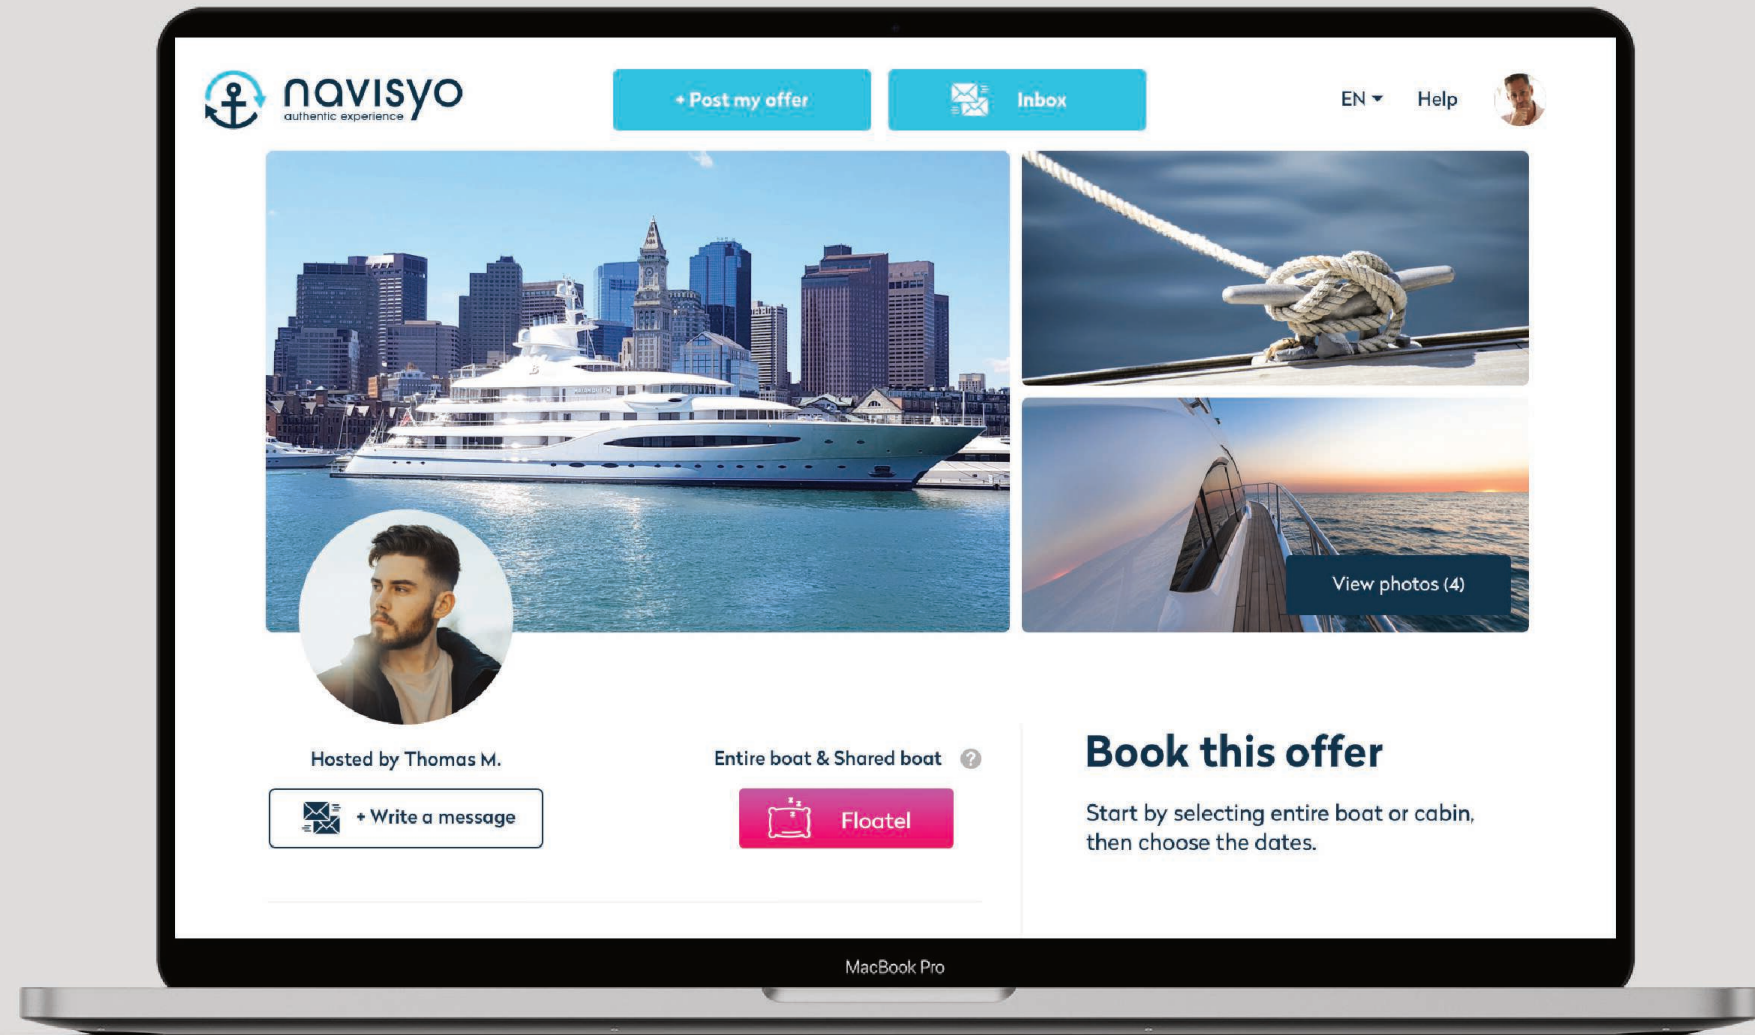 navisyo
authentic experience
+ Post my offer
Inbox
EN
Help
View photos (4)
Hosted by Thomas M.
+ Write a message
Entire boat & Shared boat ?
Floatel
Book this offer
Start by selecting entire boat or cabin,
then choose the dates.
MacBook Pro